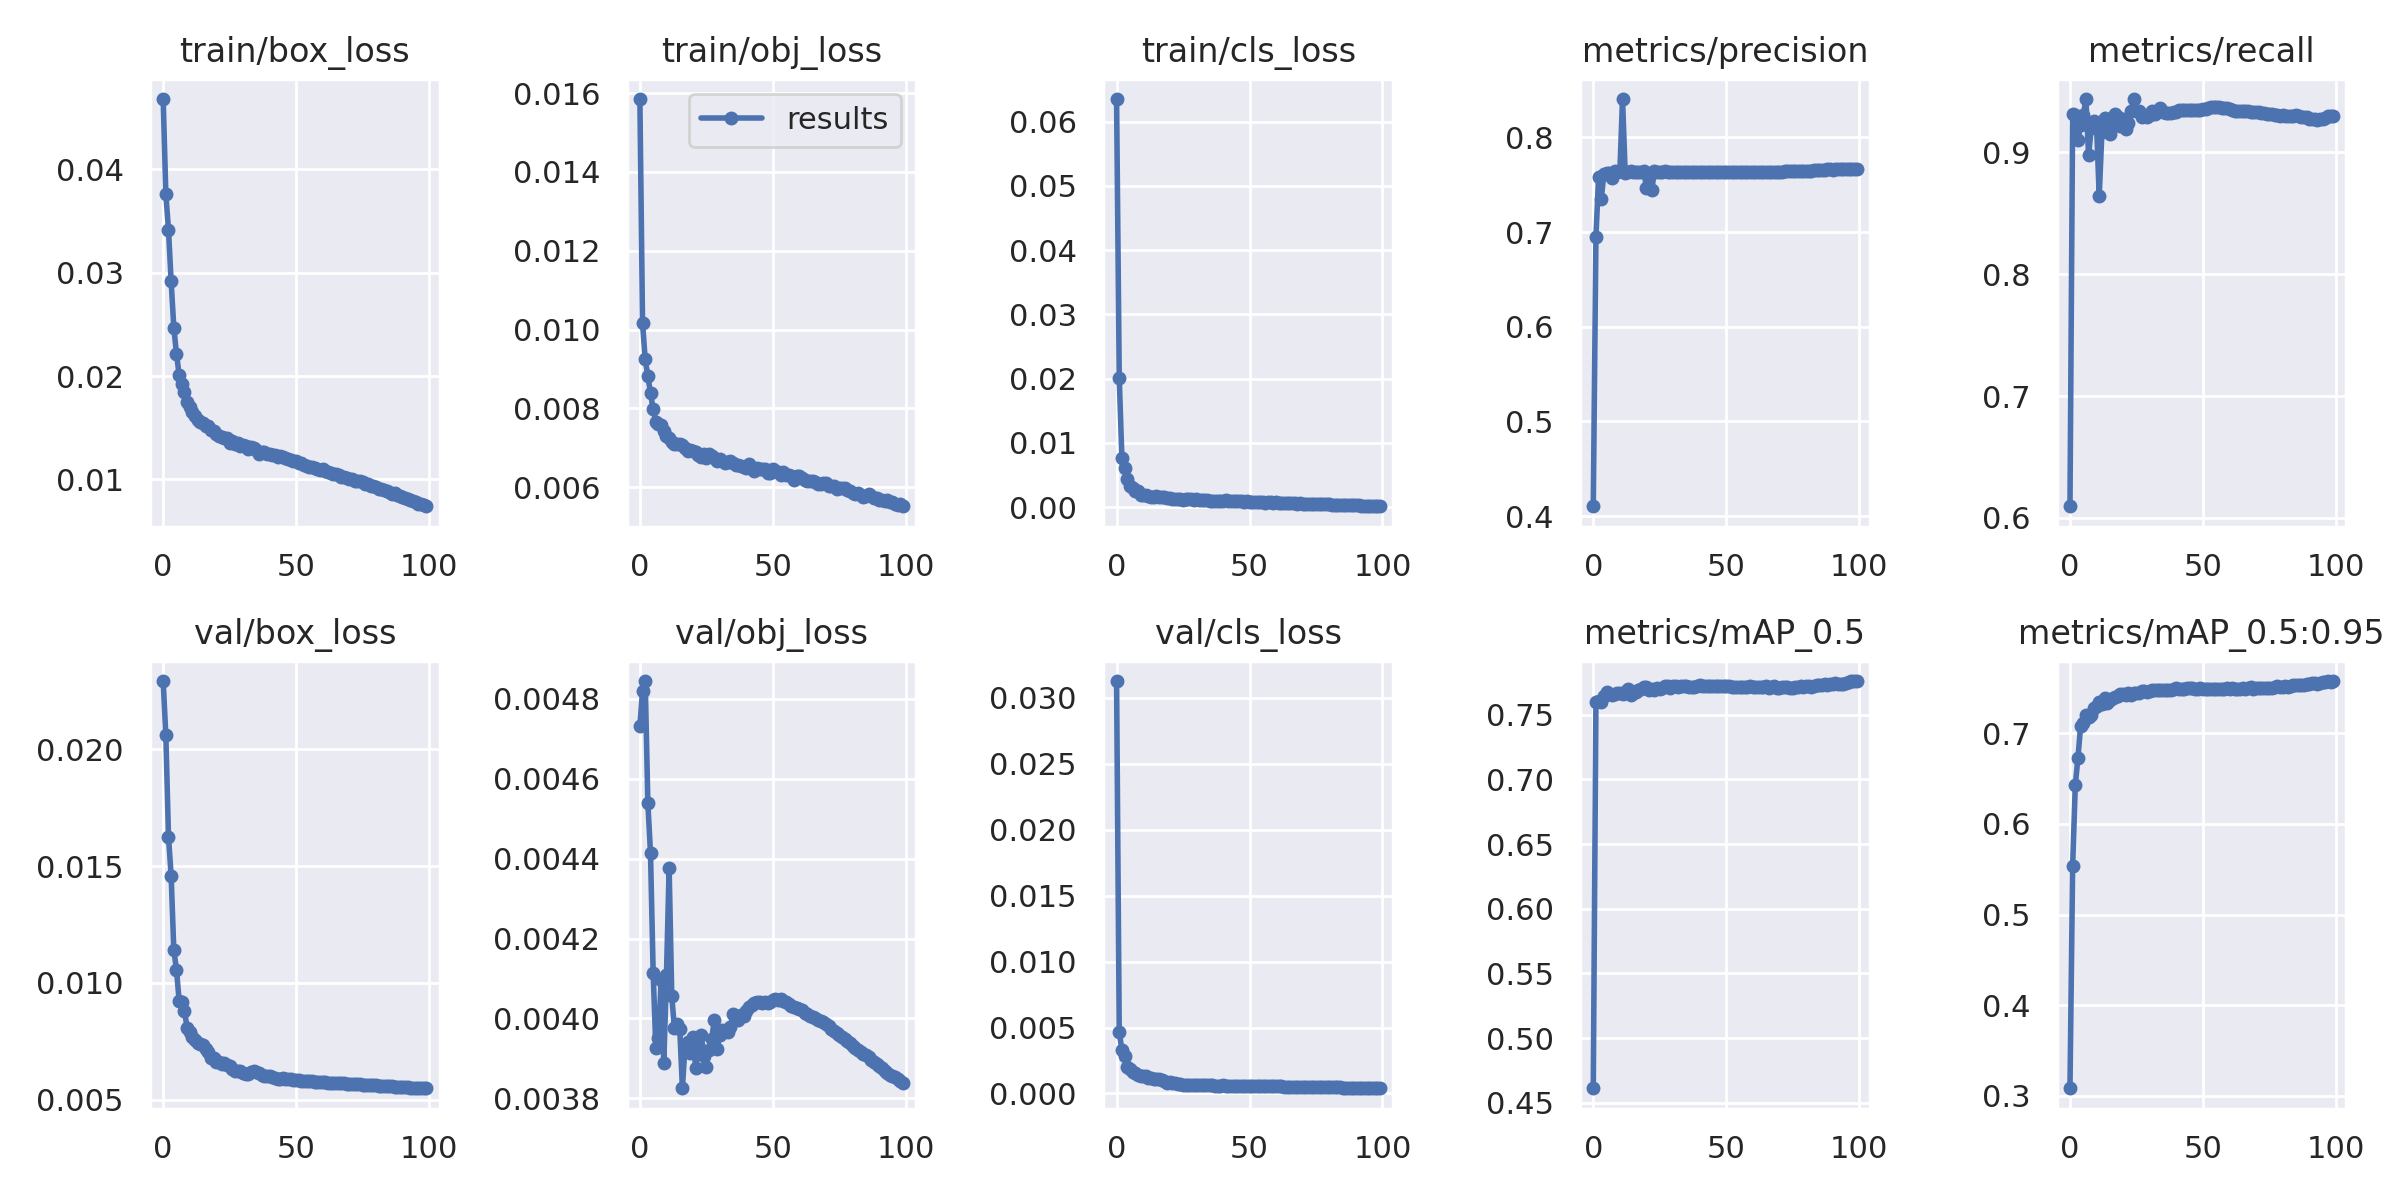 train/box_loss
0.04
0.03
0.02
0.01
0 50 100
train/obj_loss
results
0.016
0.014
0.012
0.010
0.008
0.006
0 50 100
train/cls_loss
0.06
0.05
0.04
0.03
0.02
0.01
0.00
0 50 100
metrics/precision
0.8
0.7
0.6
0.5
0.4
0 50 100
metrics/recall
0.9
0.8
0.7
0.6
0 50 100
val/box_loss
0.020
0.015
0.010
0.005
0 50 100
val/obj_loss
0.0048
0.0046
0.0044
0.0042
0.0040
0.0038
0 50 100
val/cls_loss
0.030
0.025
0.020
0.015
0.010
0.005
0.000
0 50 100
metrics/mAP_0.5
0.75
0.70
0.65
0.60
0.55
0.50
0.45
0 50 100
metrics/mAP_0.5:0.95
0.7
0.6
0.5
0.4
0.3
0 50 100